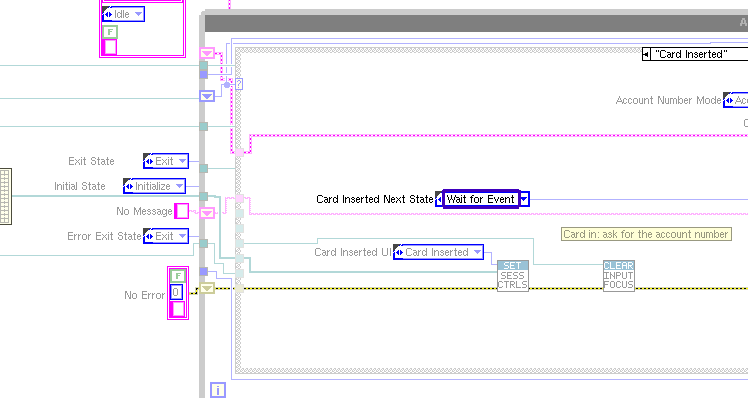 Idle
F
A
"Card Inserted"
?
Account Number Mode
Ac
C
Exit State
Exit
Initial State
Initialize
Card Inserted Next State
Wait for Event
No Message
Error Exit State
Exit
Card in: ask for the account number
Card Inserted UI
Card Inserted
SET
SESS
CTRLS
CLEAR
INPUT
FOCUS
No Error
F
0
i